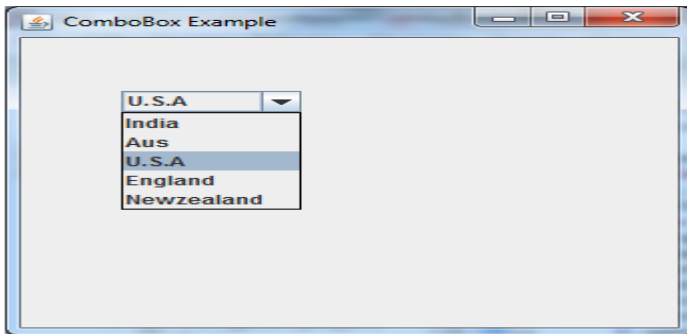 ComboBox Example
U.S.A
India
Aus
U.S.A
England
Newzealand